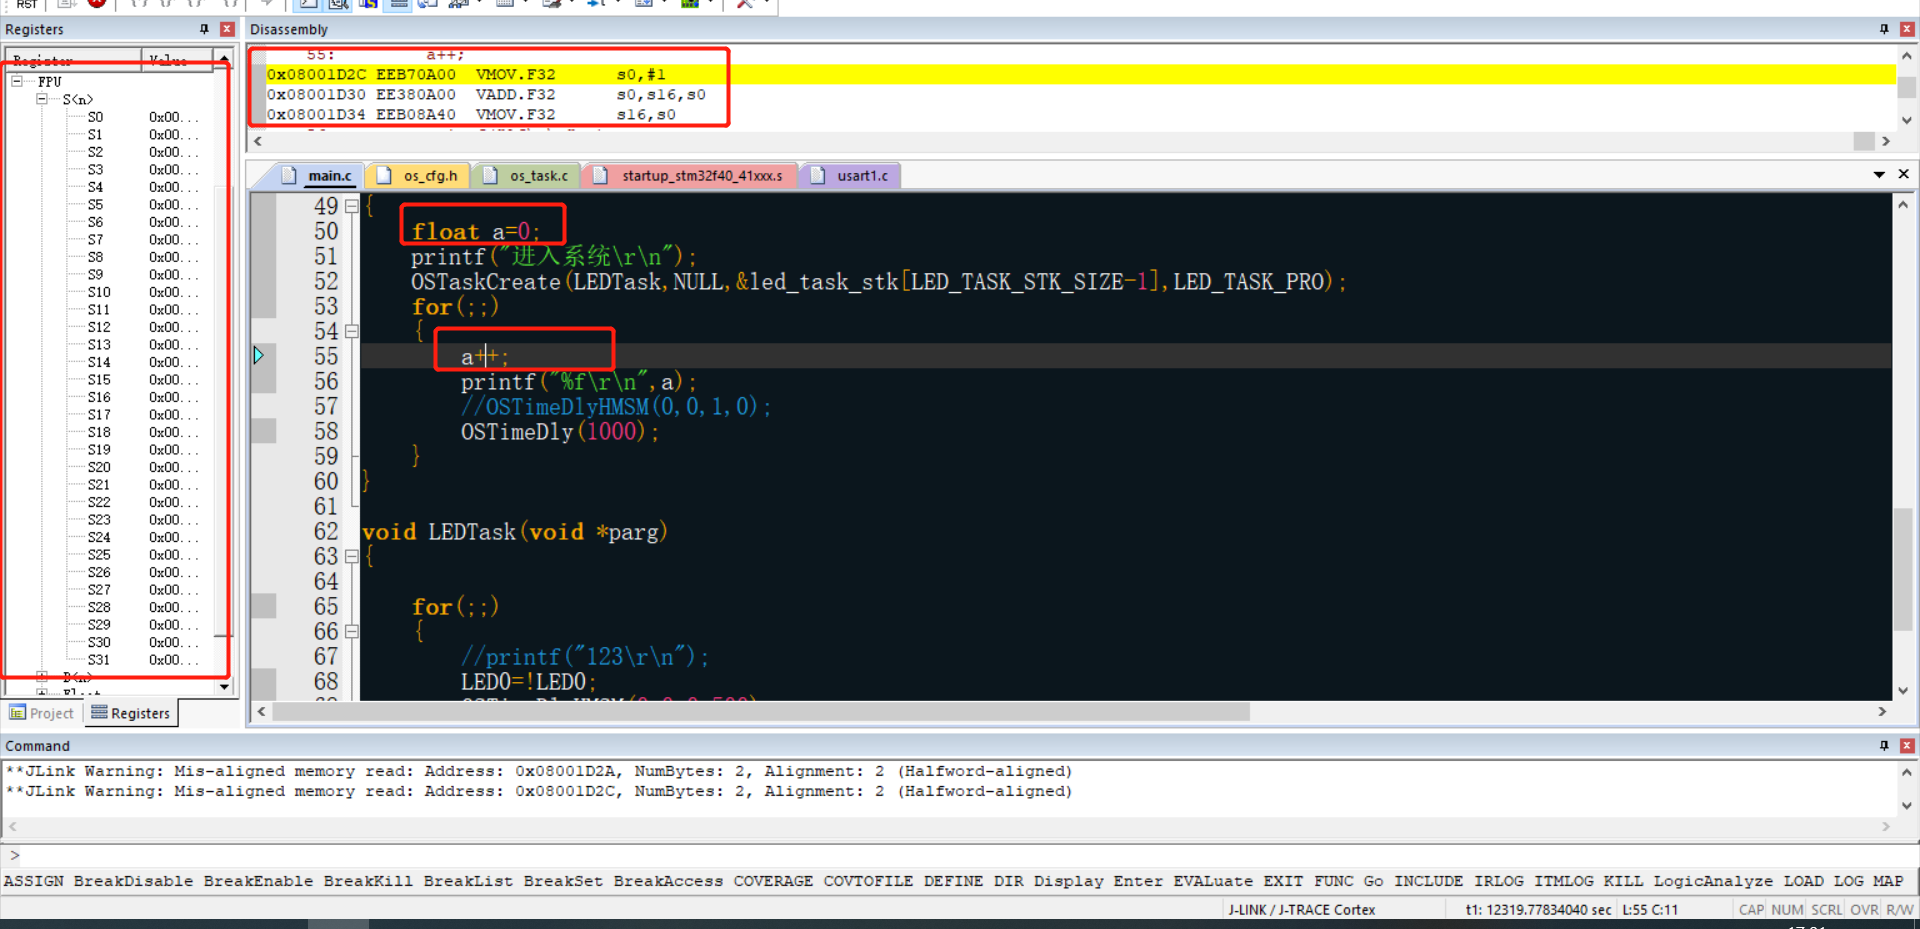 RST
Registers
Disassembly
Register Value
FPU
S<n>
S0 0x00...
S1 0x00...
S2 0x00...
S3 0x00...
S4 0x00...
S5 0x00...
S6 0x00...
S7 0x00...
S8 0x00...
S9 0x00...
S10 0x00...
S11 0x00...
S12 0x00...
S13 0x00...
S14 0x00...
S15 0x00...
S16 0x00...
S17 0x00...
S18 0x00...
S19 0x00...
S20 0x00...
S21 0x00...
S22 0x00...
S23 0x00...
S24 0x00...
S25 0x00...
S26 0x00...
S27 0x00...
S28 0x00...
S29 0x00...
S30 0x00...
S31 0x00...
D<n>
Float
Project Registers
55: a++;
0x08001D2C EEB70A00 VMOV.F32 s0,#1
0x08001D30 EE380A00 VADD.F32 s0,s16,s0
0x08001D34 EEB08A40 VMOV.F32 s16,s0
main.c os_cfg.h os_task.c startup_stm32f40_41xxx.s usart1.c
49 {
50 float a=0;
51 printf("进入系统\r\n");
52 OSTaskCreate(LEDTask,NULL,&led_task_stk[LED_TASK_STK_SIZE-1],LED_TASK_PRO);
53 for(;;)
54 {
55 a++;
56 printf("%f\r\n",a);
57 //OSTimeDlyHMSM(0,0,1,0);
58 OSTimeDly(1000);
59 }
60 }
61
62 void LEDTask(void *parg)
63 {
64
65 for(;;)
66 {
67 //printf("123\r\n");
68 LED0=!LED0;
Command
**JLink Warning: Mis-aligned memory read: Address: 0x08001D2A, NumBytes: 2, Alignment: 2 (Halfword-aligned)
**JLink Warning: Mis-aligned memory read: Address: 0x08001D2C, NumBytes: 2, Alignment: 2 (Halfword-aligned)
>
ASSIGN BreakDisable BreakEnable BreakKill BreakList BreakSet BreakAccess COVERAGE COVTOFILE DEFINE DIR Display Enter EVALuate EXIT FUNC Go INCLUDE IRLOG ITMLOG KILL LogicAnalyze LOAD LOG MAP
J-LINK / J-TRACE Cortex t1: 12319.77834040 sec L:55 C:11 CAP NUM SCRL OVR R/W